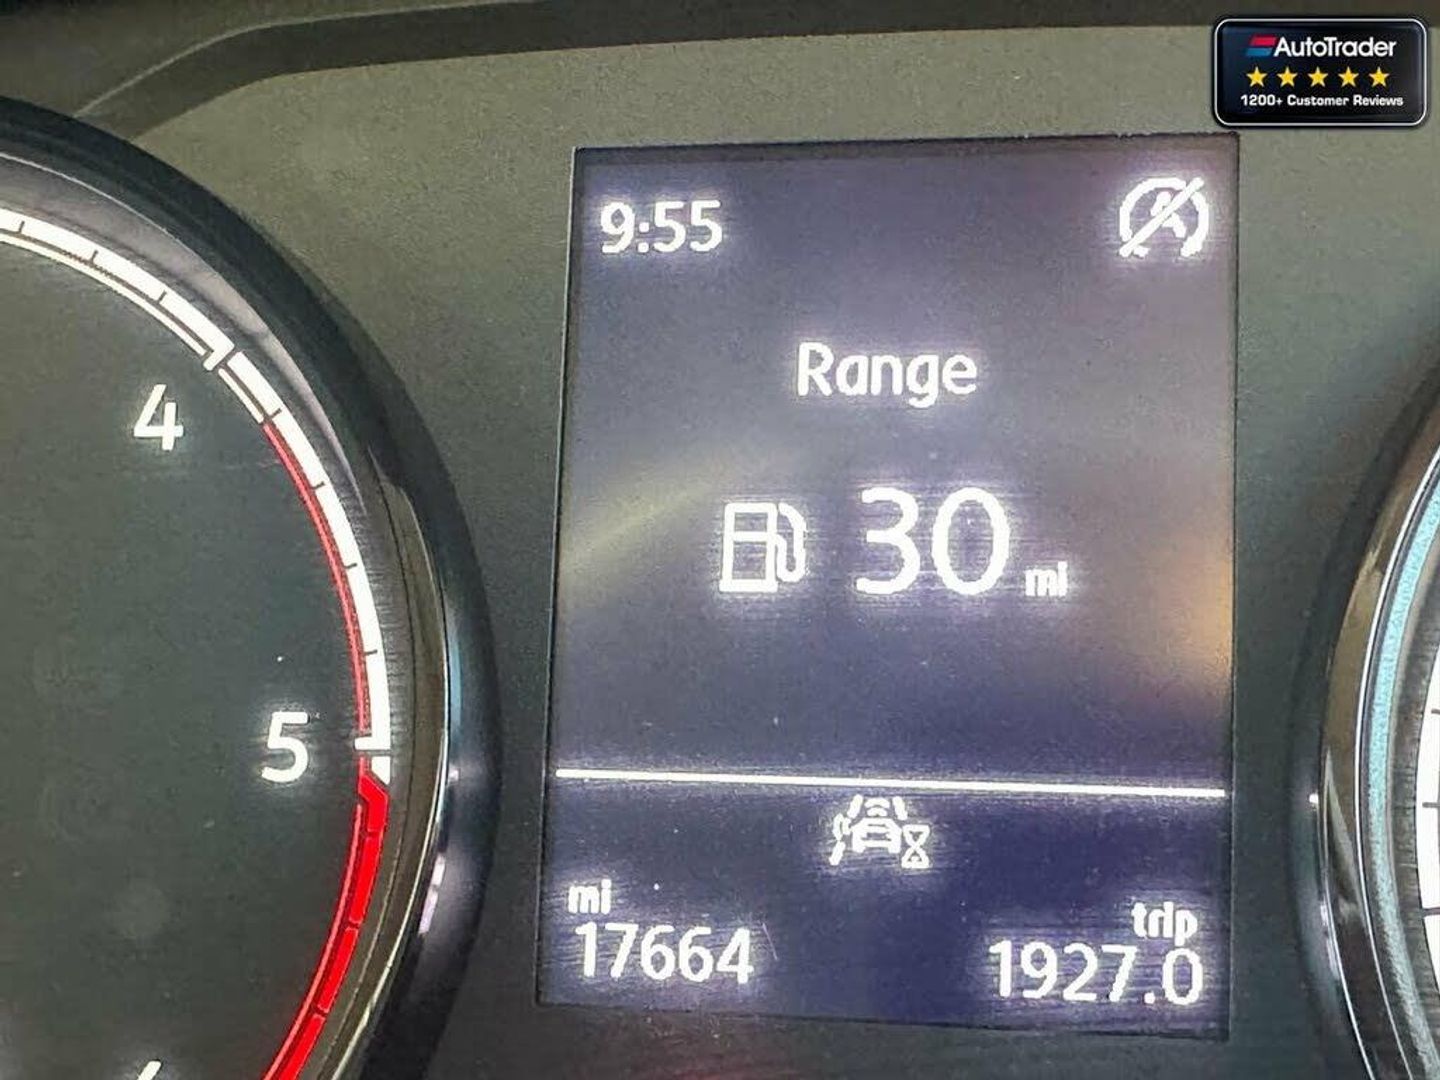 AutoTrader
1200+ Customer Reviews
9:55
Range
4
30 mi
5
mi
trip
17664
1927.0